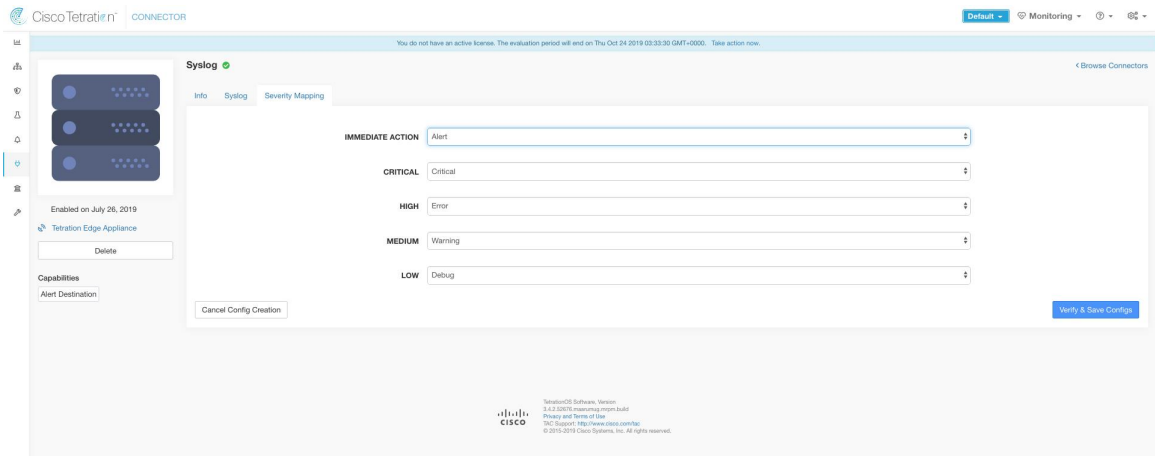 Cisco Tetration CONNECTOR
Default Monitoring
You do not have an active license. The evaluation period will end on Thu Oct 24 2019 03:33:30 GMT+0000. Take action now.
Syslog
Browse Connectors
Info Syslog Severity Mapping
IMMEDIATE ACTION Alert
CRITICAL Critical
HIGH Error
MEDIUM Warning
LOW Debug
Enabled on July 26, 2019
Tetration Edge Appliance
Delete
Capabilities
Alert Destination
Cancel Config Creation
Verify & Save Configs
CISCO
TetrationOS Software, Version
Privacy and Terms of Use
TAC Support: http://www.cisco.com/tac
© 2015-2019 Cisco Systems, Inc. All rights reserved.